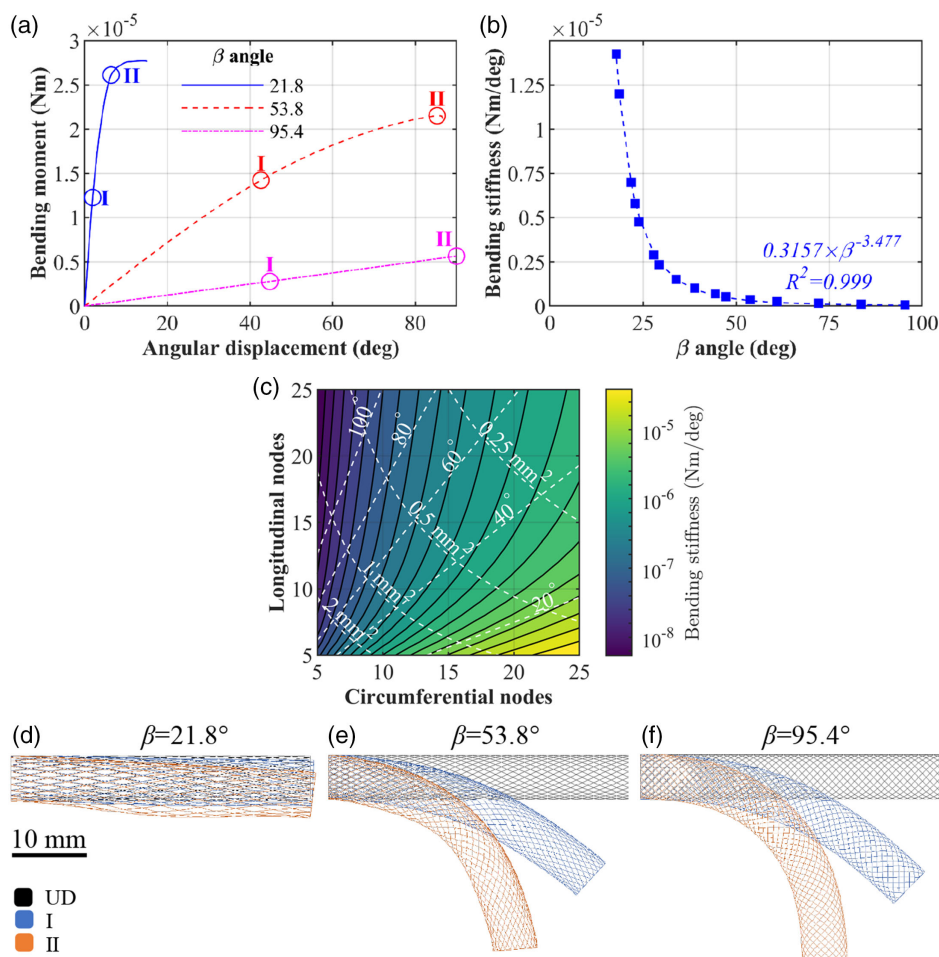 (a)
×10⁻⁵
Bending moment (Nm)
3
2.5
2
1.5
1
0.5
0
0
20
40
60
80
Angular displacement (deg)
β angle
21.8
53.8
95.4
II
I
I
II
I
II
(b)
×10⁻⁵
Bending stiffness (Nm/deg)
1.25
1
0.75
0.5
0.25
0
0
25
50
75
100
β angle (deg)
0.3157×β⁻³·⁴⁷⁷
R²=0.999
(c)
Longitudinal nodes
25
20
15
10
5
5
10
15
20
25
Circumferential nodes
100°
80°
60°
40°
20°
0.25 mm²
0.5 mm²
1 mm²
2 mm²
10⁻⁵
10⁻⁶
10⁻⁷
10⁻⁸
Bending stiffness (Nm/deg)
(d)
β=21.8°
(e)
β=53.8°
(f)
β=95.4°
10 mm
UD
I
II